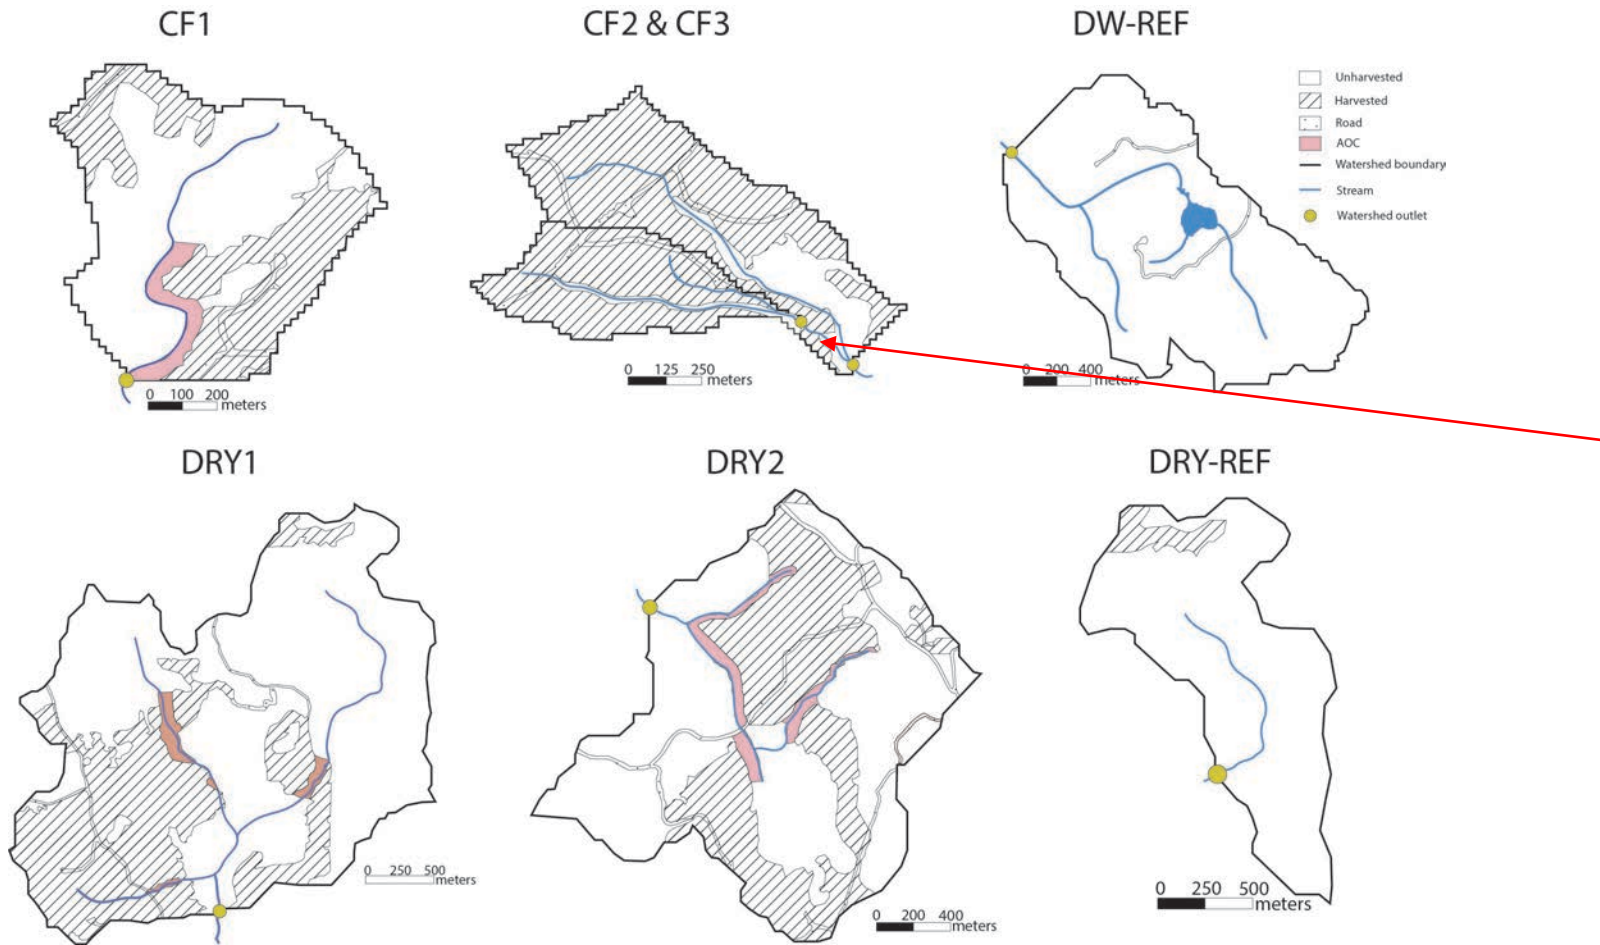 CF1
CF2 & CF3
DW-REF
Unharvested
Harvested
Road
AOC
Watershed boundary
Stream
Watershed outlet
0 100 200
meters
0 125 250
meters
0 200 400
meters
DRY1
DRY2
DRY-REF
0 250 500
meters
0 200 400
meters
0 250 500
meters